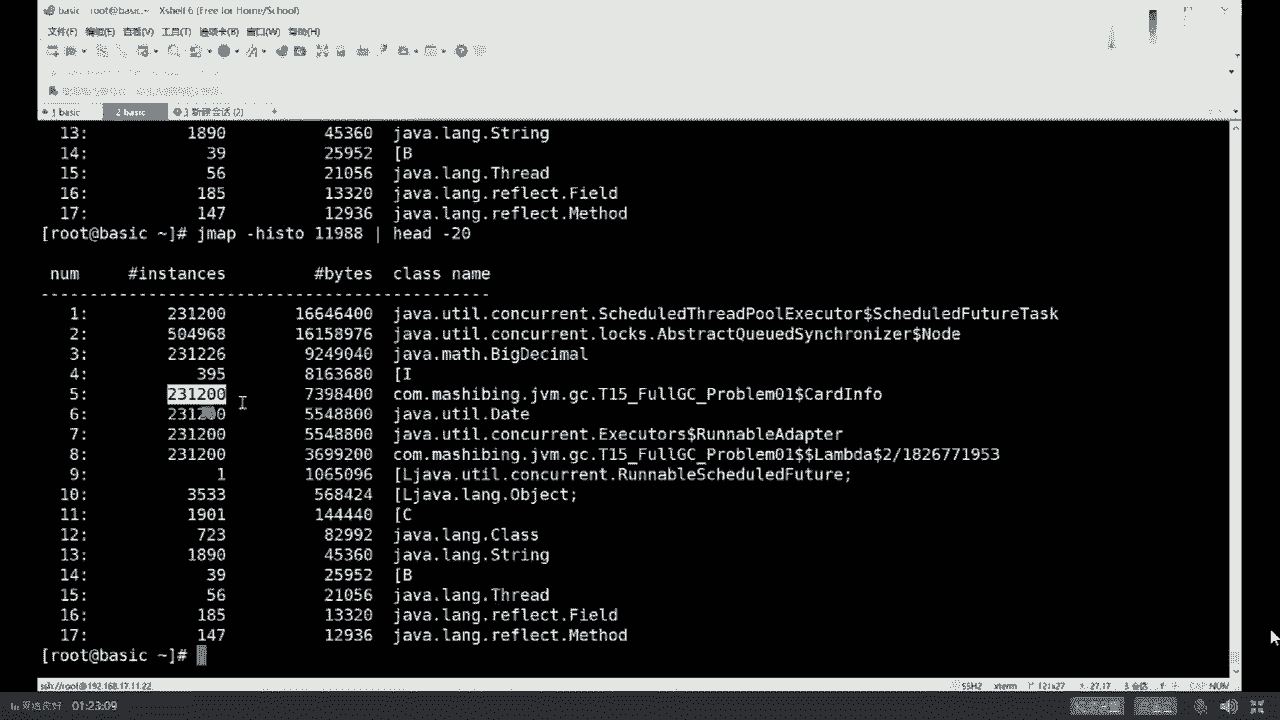 basic - root@basic:~ - Xshell 6 (Free for Home/School)
文件(F) 编辑(E) 查看(V) 工具(T) 选项卡(B) 窗口(W) 帮助(H)
1 basic 2 basic 3 新建会话 (2) +
13: 1890 45360 java.lang.String
14: 39 25952 [B
15: 56 21056 java.lang.Thread
16: 185 13320 java.lang.reflect.Field
17: 147 12936 java.lang.reflect.Method
[root@basic ~]# jmap -histo 11988 | head -20
num #instances #bytes class name
----------------------------------------------
1: 231200 16646400 java.util.concurrent.ScheduledThreadPoolExecutor$ScheduledFutureTask
2: 504968 16158976 java.util.concurrent.locks.AbstractQueuedSynchronizer$Node
3: 231226 9249040 java.math.BigDecimal
4: 395 8163680 [I
5: 231200 7398400 com.mashibing.jvm.gc.T15_FullGC_Problem01$CardInfo
6: 231200 5548800 java.util.Date
7: 231200 5548800 java.util.concurrent.Executors$RunnableAdapter
8: 231200 3699200 com.mashibing.jvm.gc.T15_FullGC_Problem01$$Lambda$2/1826771953
9: 1 1065096 [Ljava.util.concurrent.RunnableScheduledFuture;
10: 3533 568424 [Ljava.lang.Object;
11: 1901 144440 [C
12: 723 82992 java.lang.Class
13: 1890 45360 java.lang.String
14: 39 25952 [B
15: 56 21056 java.lang.Thread
16: 185 13320 java.lang.reflect.Field
17: 147 12936 java.lang.reflect.Method
[root@basic ~]#
ssh://root@192.168.17.11:22 SSH2 xterm 121x27 27,17 3 会话 NUM
网络良好 01:23:09